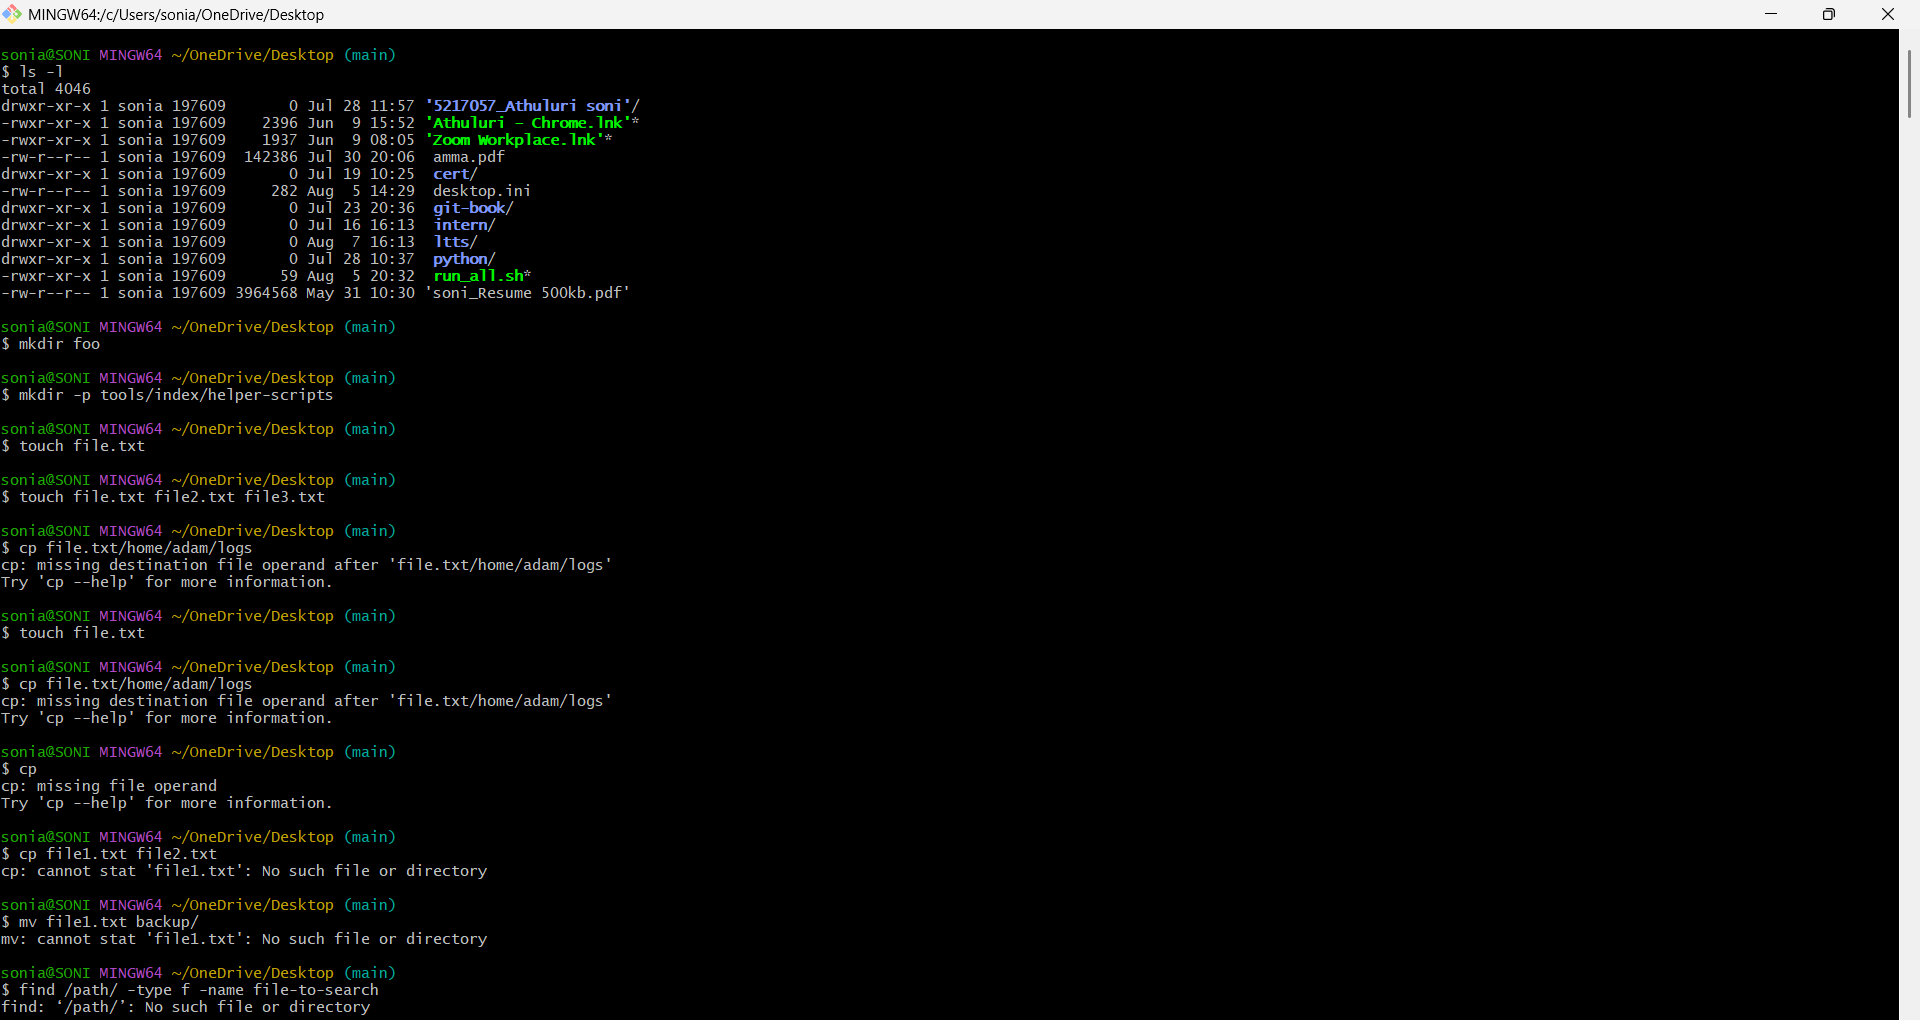 MINGW64:/c/Users/sonia/OneDrive/Desktop
sonia@SONI MINGW64 ~/OneDrive/Desktop (main)
$ ls -l
total 4046
drwxr-xr-x 1 sonia 197609       0 Jul 28 11:57 '5217057_Athuluri soni'/
-rwxr-xr-x 1 sonia 197609    2396 Jun  9 15:52 'Athuluri - Chrome.lnk'*
-rwxr-xr-x 1 sonia 197609    1937 Jun  9 08:05 'Zoom Workplace.lnk'*
-rw-r--r-- 1 sonia 197609  142386 Jul 30 20:06  amma.pdf
drwxr-xr-x 1 sonia 197609       0 Jul 19 10:25  cert/
-rw-r--r-- 1 sonia 197609     282 Aug  5 14:29  desktop.ini
drwxr-xr-x 1 sonia 197609       0 Jul 23 20:36  git-book/
drwxr-xr-x 1 sonia 197609       0 Jul 16 16:13  intern/
drwxr-xr-x 1 sonia 197609       0 Aug  7 16:13  ltts/
drwxr-xr-x 1 sonia 197609       0 Jul 28 10:37  python/
-rwxr-xr-x 1 sonia 197609      59 Aug  5 20:32  run_all.sh*
-rw-r--r-- 1 sonia 197609 3964568 May 31 10:30 'soni_Resume 500kb.pdf'
sonia@SONI MINGW64 ~/OneDrive/Desktop (main)
$ mkdir foo
sonia@SONI MINGW64 ~/OneDrive/Desktop (main)
$ mkdir -p tools/index/helper-scripts
sonia@SONI MINGW64 ~/OneDrive/Desktop (main)
$ touch file.txt
sonia@SONI MINGW64 ~/OneDrive/Desktop (main)
$ touch file.txt file2.txt file3.txt
sonia@SONI MINGW64 ~/OneDrive/Desktop (main)
$ cp file.txt/home/adam/logs
cp: missing destination file operand after 'file.txt/home/adam/logs'
Try 'cp --help' for more information.
sonia@SONI MINGW64 ~/OneDrive/Desktop (main)
$ touch file.txt
sonia@SONI MINGW64 ~/OneDrive/Desktop (main)
$ cp file.txt/home/adam/logs
cp: missing destination file operand after 'file.txt/home/adam/logs'
Try 'cp --help' for more information.
sonia@SONI MINGW64 ~/OneDrive/Desktop (main)
$ cp
cp: missing file operand
Try 'cp --help' for more information.
sonia@SONI MINGW64 ~/OneDrive/Desktop (main)
$ cp file1.txt file2.txt
cp: cannot stat 'file1.txt': No such file or directory
sonia@SONI MINGW64 ~/OneDrive/Desktop (main)
$ mv file1.txt backup/
mv: cannot stat 'file1.txt': No such file or directory
sonia@SONI MINGW64 ~/OneDrive/Desktop (main)
$ find /path/ -type f -name file-to-search
find: ‘/path/’: No such file or directory